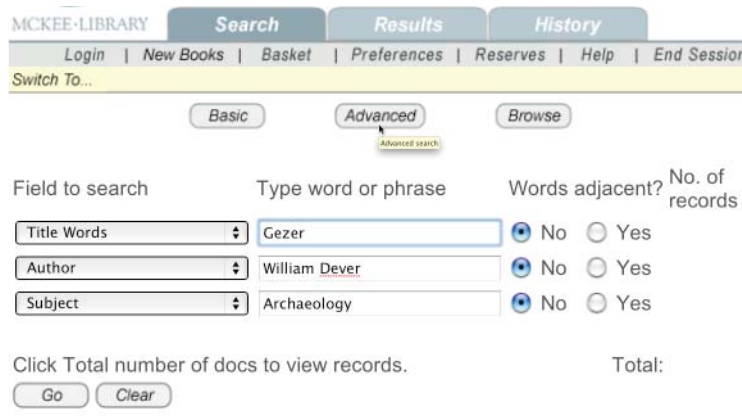 MCKEE·LIBRARY Search Results History
Login | New Books | Basket | Preferences | Reserves | Help | End Session
Switch To...
Basic Advanced Browse
Advanced search
Field to search Type word or phrase Words adjacent? No. of records
Title Words Gezer No Yes
Author William Dever No Yes
Subject Archaeology No Yes
Click Total number of docs to view records. Total:
Go Clear